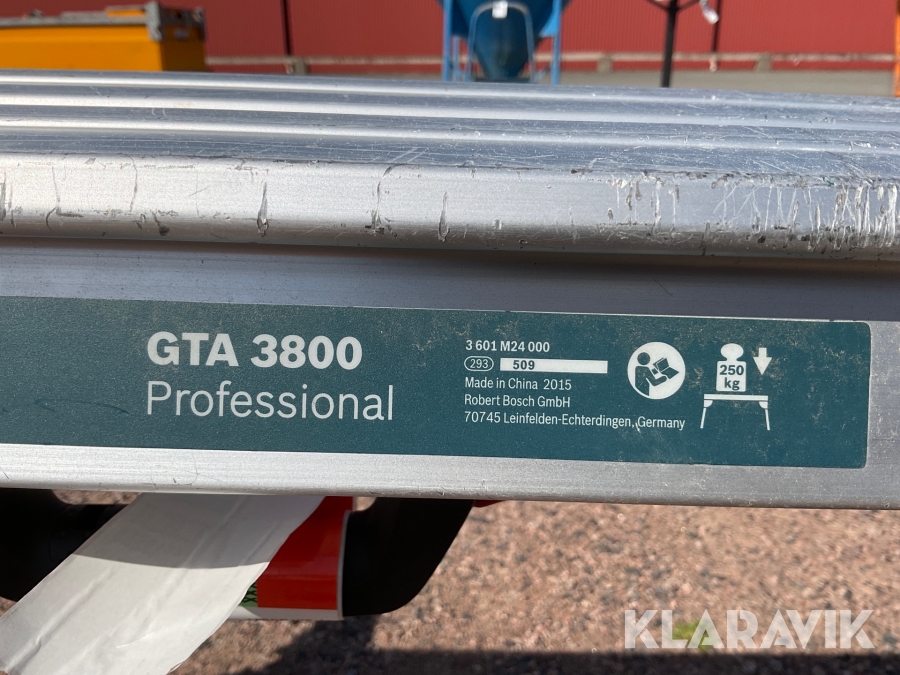 GTA 3800
Professional
3 601 M24 000
293 509
Made in China 2015
Robert Bosch GmbH
70745 Leinfelden-Echterdingen, Germany
250
kg
KLARAVIK